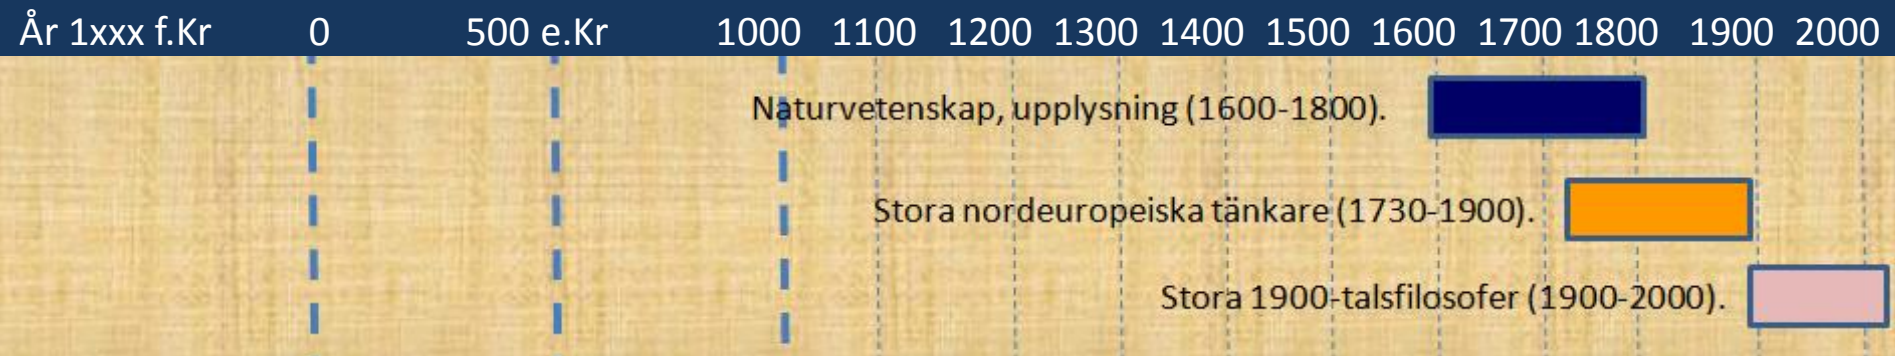 År 1xxx f.Kr 0 500 e.Kr 1000 1100 1200 1300 1400 1500 1600 1700 1800 1900 2000
Naturvetenskap, upplysning (1600-1800).
Stora nordeuropeiska tänkare (1730-1900).
Stora 1900-talsfilosofer (1900-2000).